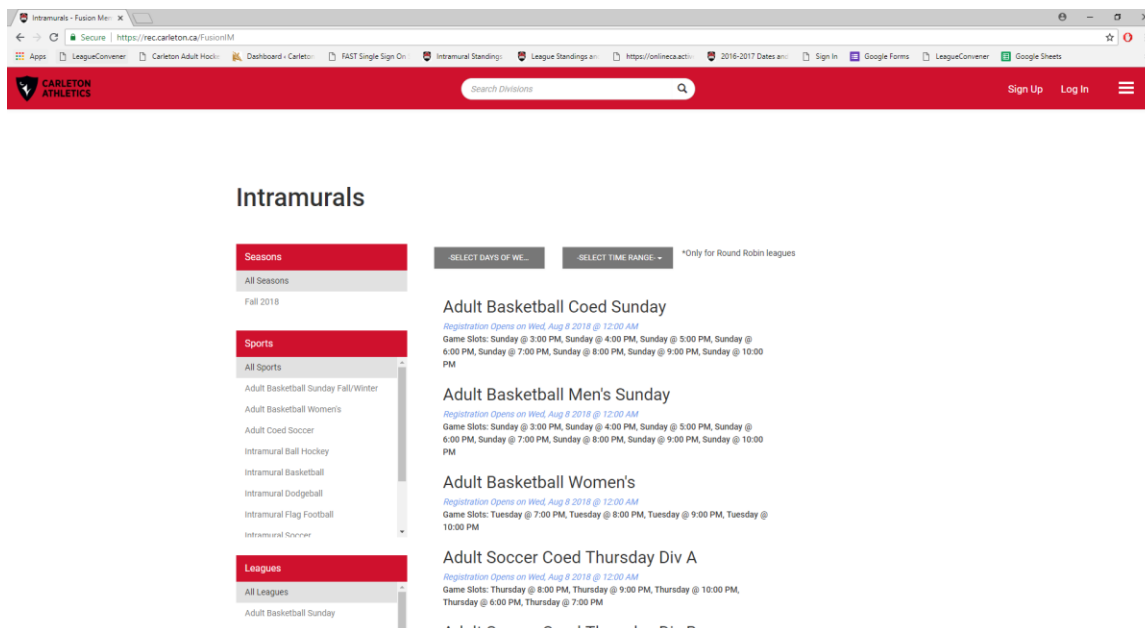 Intramurals - Fusion Mem
Secure https://rec.carleton.ca/FusionIM
Apps LeagueConvener Carleton Adult Hocke Dashboard ‹ Carleton FAST Single Sign On Intramural Standings League Standings an https://onlineca.acti 2016-2017 Dates and Sign In Google Forms LeagueConvener Google Sheets
CARLETON
ATHLETICS
Search Divisions
Sign Up Log In
Intramurals
Seasons
All Seasons
Fall 2018
Sports
All Sports
Adult Basketball Sunday Fall/Winter
Adult Basketball Women's
Adult Coed Soccer
Intramural Ball Hockey
Intramural Basketball
Intramural Dodgeball
Intramural Flag Football
Intramural Soccer
Leagues
All Leagues
Adult Basketball Sunday
-SELECT DAYS OF WE... -SELECT TIME RANGE- *Only for Round Robin leagues
Adult Basketball Coed Sunday
Registration Opens on Wed, Aug 8 2018 @ 12:00 AM
Game Slots: Sunday @ 3:00 PM, Sunday @ 4:00 PM, Sunday @ 5:00 PM, Sunday @
6:00 PM, Sunday @ 7:00 PM, Sunday @ 8:00 PM, Sunday @ 9:00 PM, Sunday @ 10:00
PM
Adult Basketball Men's Sunday
Registration Opens on Wed, Aug 8 2018 @ 12:00 AM
Game Slots: Sunday @ 3:00 PM, Sunday @ 4:00 PM, Sunday @ 5:00 PM, Sunday @
6:00 PM, Sunday @ 7:00 PM, Sunday @ 8:00 PM, Sunday @ 9:00 PM, Sunday @ 10:00
PM
Adult Basketball Women's
Registration Opens on Wed, Aug 8 2018 @ 12:00 AM
Game Slots: Tuesday @ 7:00 PM, Tuesday @ 8:00 PM, Tuesday @ 9:00 PM, Tuesday @
10:00 PM
Adult Soccer Coed Thursday Div A
Registration Opens on Wed, Aug 8 2018 @ 12:00 AM
Game Slots: Thursday @ 8:00 PM, Thursday @ 9:00 PM, Thursday @ 10:00 PM,
Thursday @ 6:00 PM, Thursday @ 7:00 PM